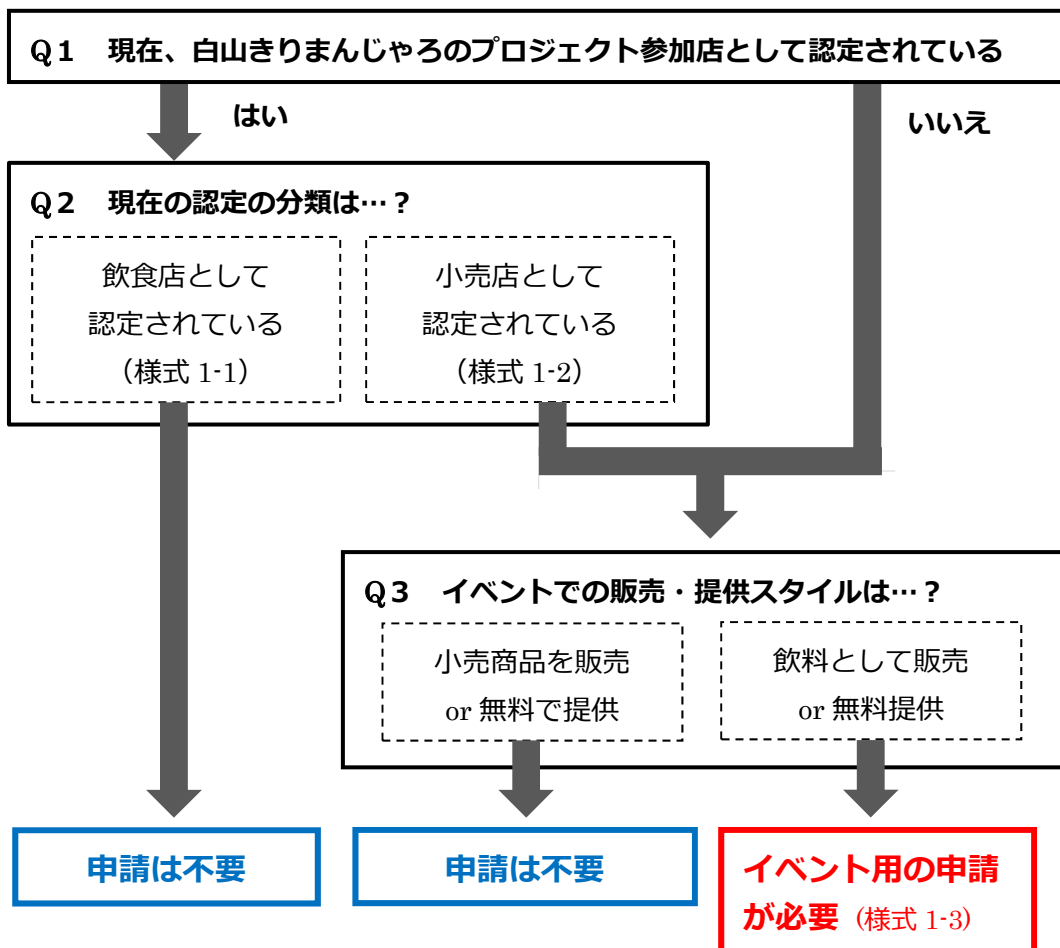 Q1 現在、白山きりまんじゃろのプロジェクト参加店として認定されている
はい
いいえ
Q2 現在の認定の分類は…？
飲食店として
認定されている
（様式 1-1）
小売店として
認定されている
（様式 1-2）
Q3 イベントでの販売・提供スタイルは…？
小売商品を販売
or 無料で提供
飲料として販売
or 無料提供
申請は不要
申請は不要
イベント用の申請
が必要（様式 1-3）